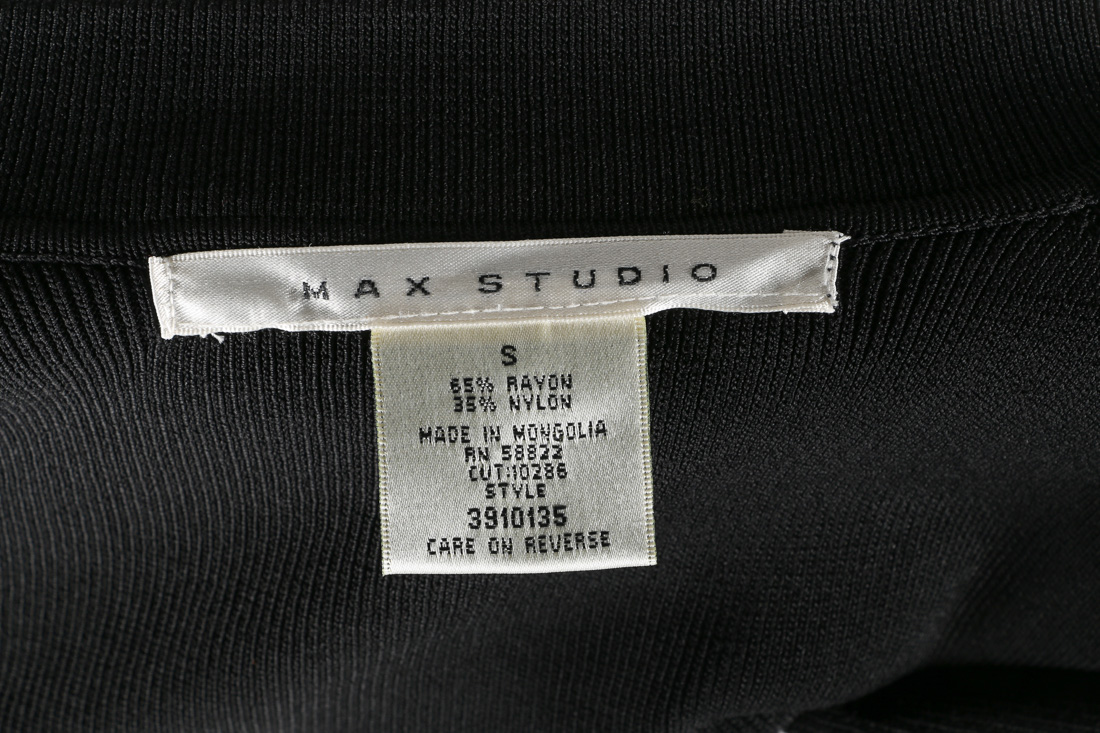 MAX STUDIO
S
65% RAYON
35% NYLON
MADE IN MONGOLIA
RN 58822
CUT:10286
STYLE
3910135
CARE ON REVERSE